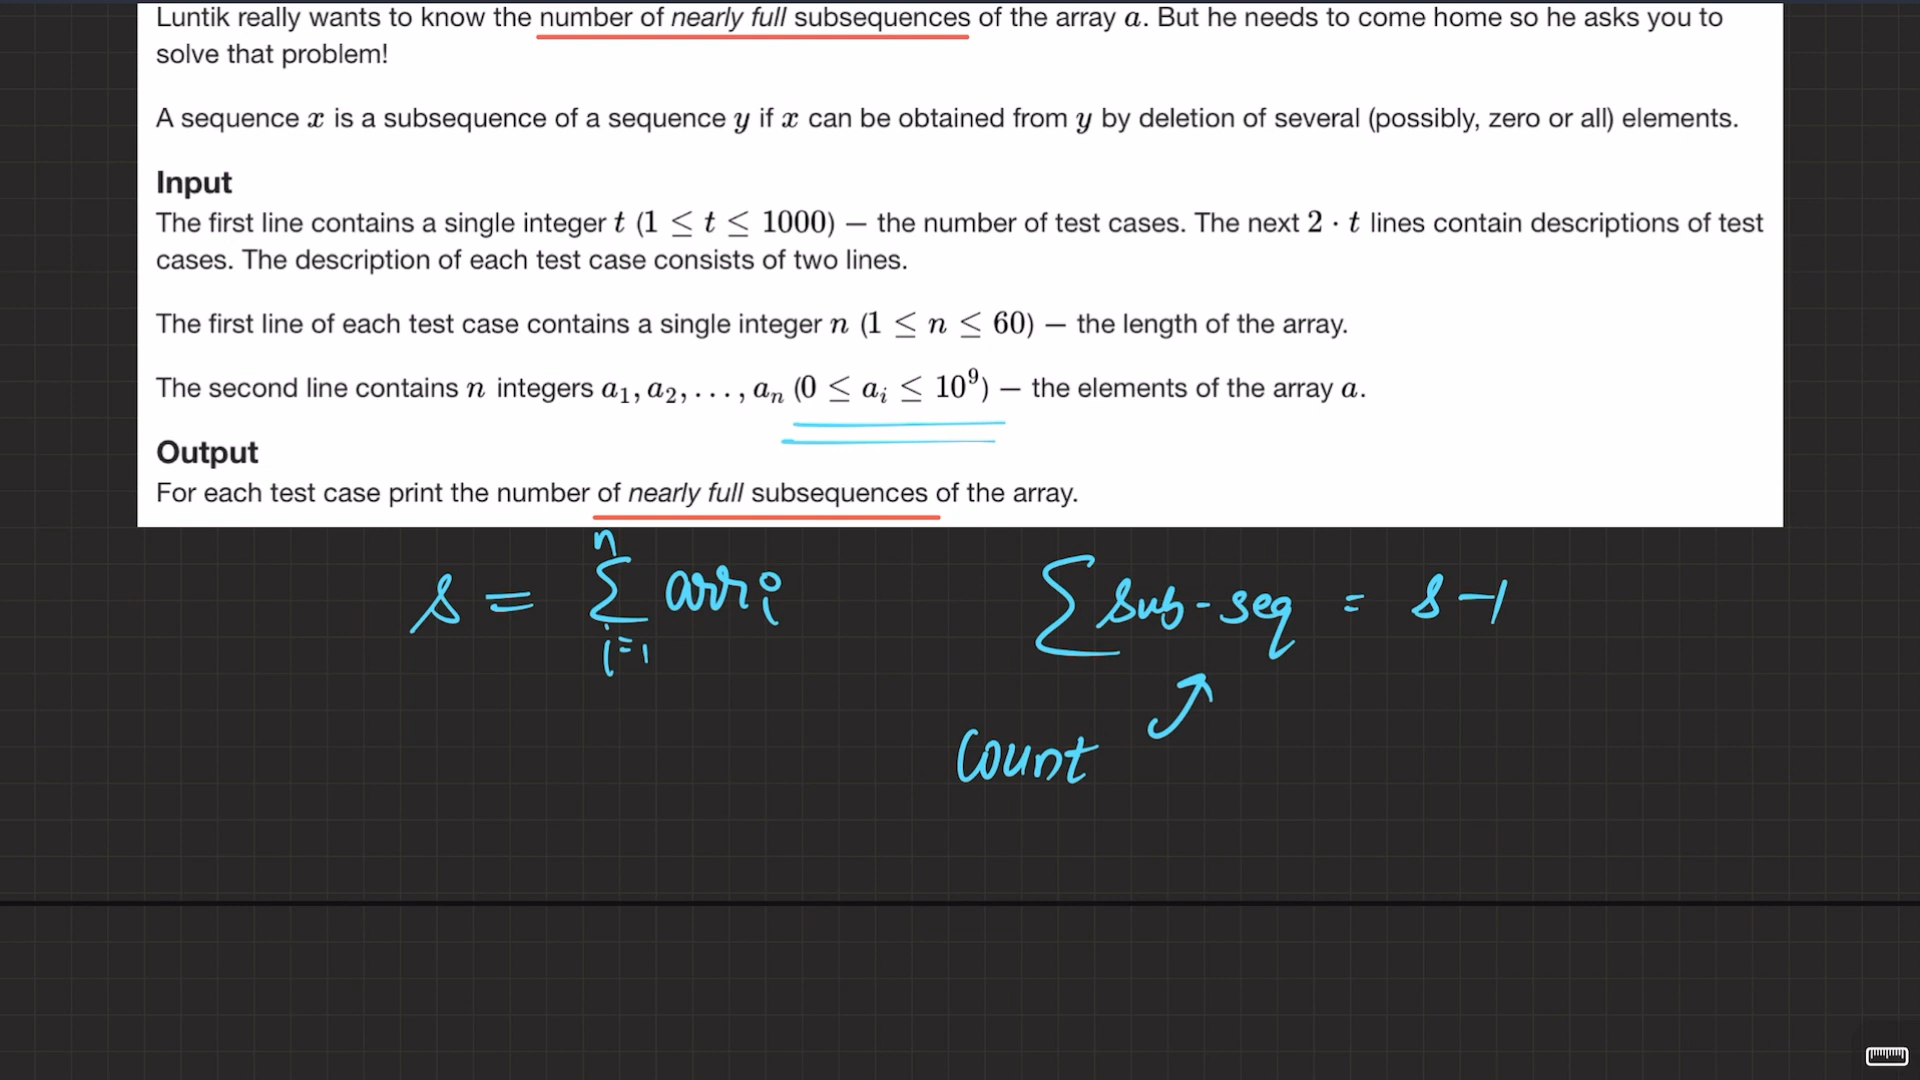 Luntik really wants to know the number of nearly full subsequences of the array a. But he needs to come home so he asks you to
solve that problem!
A sequence x is a subsequence of a sequence y if x can be obtained from y by deletion of several (possibly, zero or all) elements.
Input
The first line contains a single integer t (1 ≤ t ≤ 1000) — the number of test cases. The next 2 · t lines contain descriptions of test
cases. The description of each test case consists of two lines.
The first line of each test case contains a single integer n (1 ≤ n ≤ 60) — the length of the array.
The second line contains n integers a₁, a₂, . . . , aₙ (0 ≤ aᵢ ≤ 10⁹) — the elements of the array a.
Output
For each test case print the number of nearly full subsequences of the array.
s = n∑i=1 arrᵢ
∑ sub-seq = s-1
Count